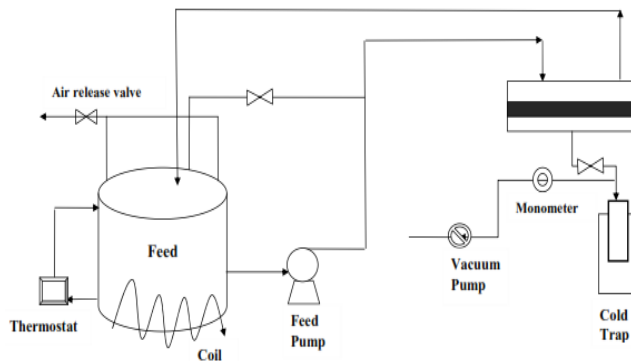 Air release valve
Feed
Monometer
Vacuum
Pump
Thermostat
Coil
Feed
Pump
Cold
Trap